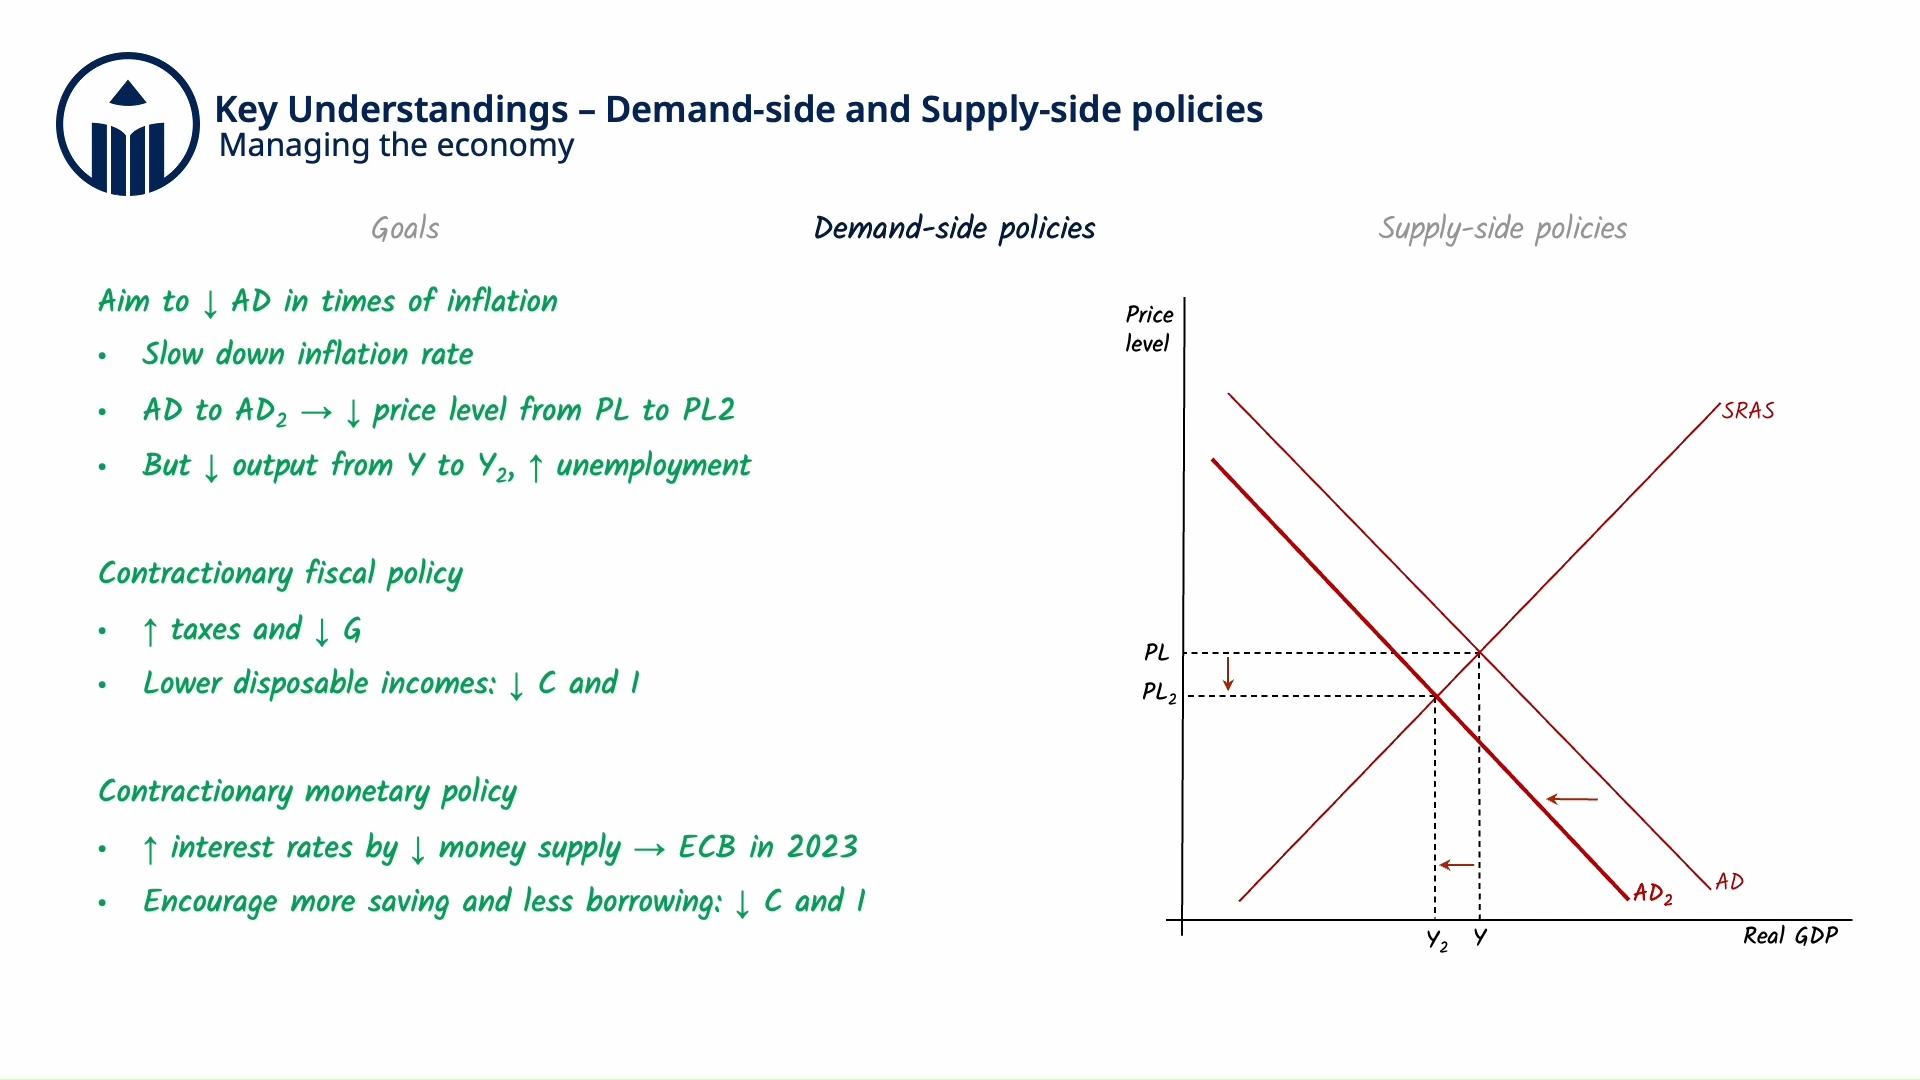 Key Understandings – Demand-side and Supply-side policies
Managing the economy
Goals
Demand-side policies
Supply-side policies
Aim to ↓ AD in times of inflation
• Slow down inflation rate
• AD to AD₂ → ↓ price level from PL to PL2
• But ↓ output from Y to Y₂, ↑ unemployment
Contractionary fiscal policy
• ↑ taxes and ↓ G
• Lower disposable incomes: ↓ C and I
Contractionary monetary policy
• ↑ interest rates by ↓ money supply → ECB in 2023
• Encourage more saving and less borrowing: ↓ C and I
Price
level
SRAS
PL
PL₂
AD
AD₂
Y₂
Y
Real GDP